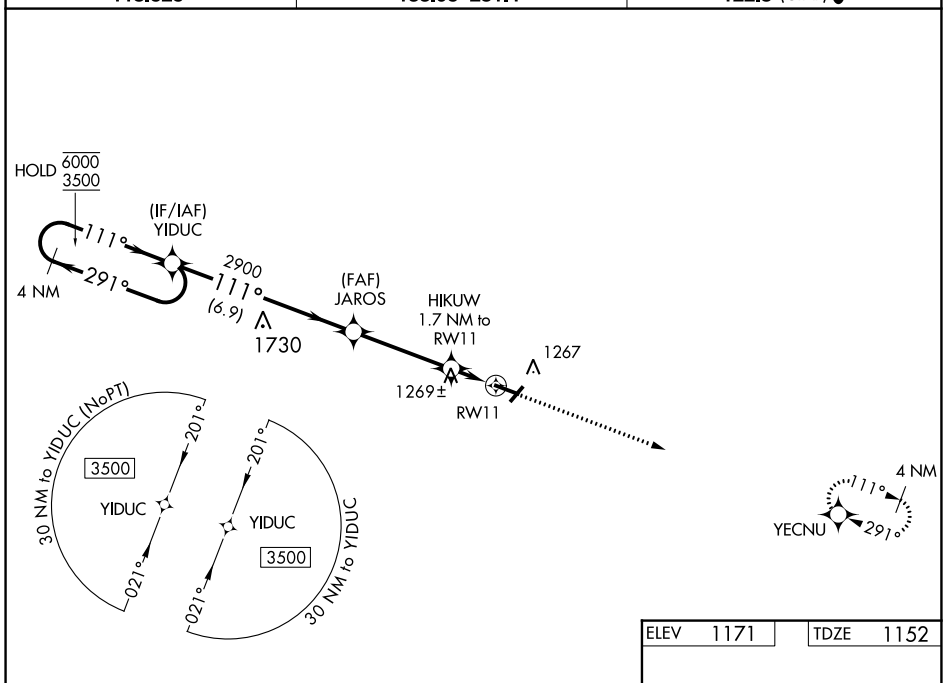 HOLD 6000
3500
111°
291°
4 NM
(IF/IAF)
YIDUC
2900
111°
(6.9)
1730
(FAF)
JAROS
HIKUW
1.7 NM to
RW11
1269±
1267
RW11
30 NM to YIDUC (NoPT)
201°
3500
YIDUC
021°
201°
YIDUC
3500
021°
30 NM to YIDUC
4 NM
111°
291°
YECNU
ELEV 1171
TDZE 1152